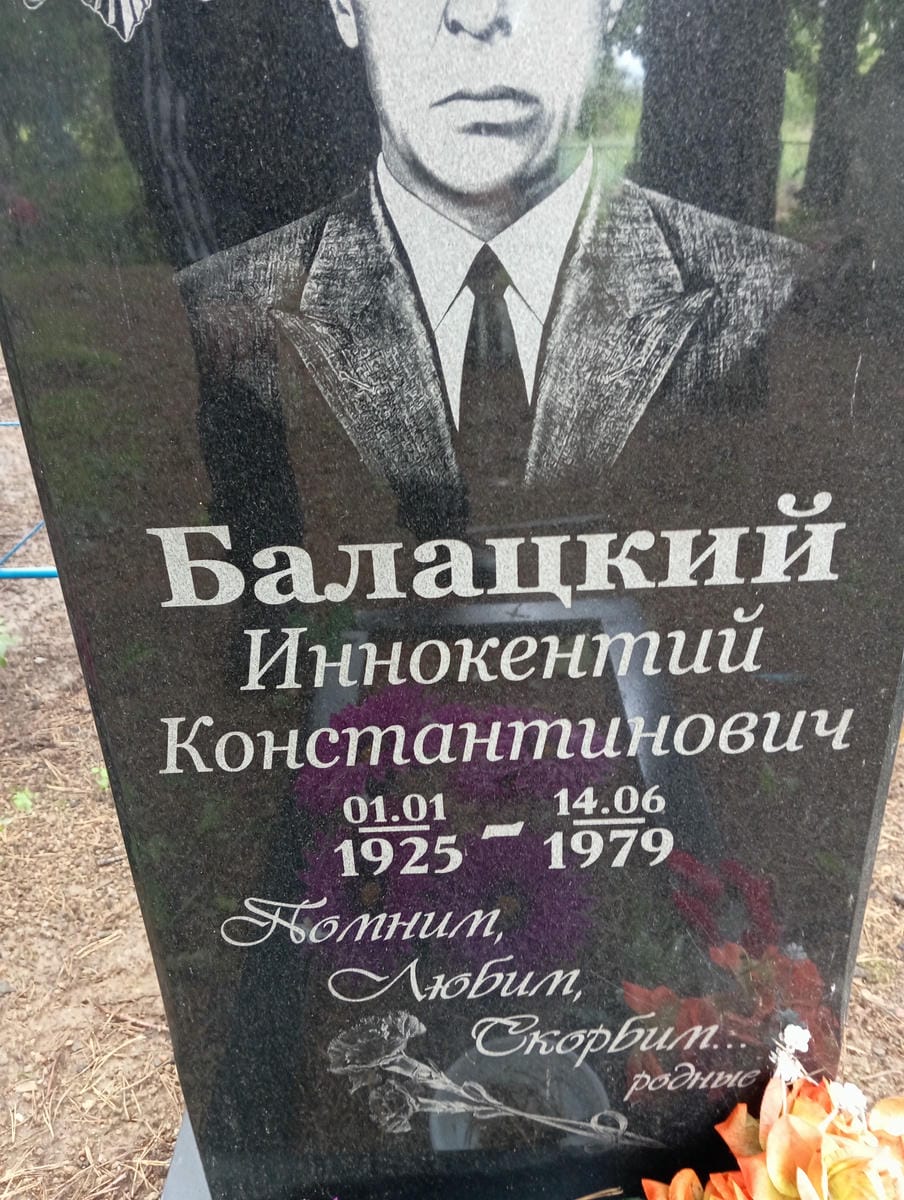 Балацкий
Иннокентий
Константинович
01.01 14.06
1925 - 1979
Помним,
Любим,
Скорбим...
родные